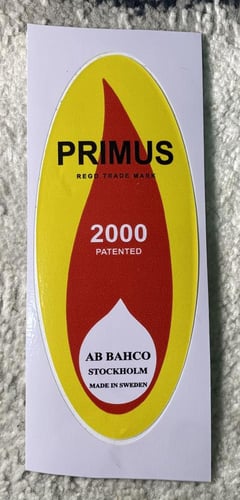 PRIMUS
REGD TRADE MARK
2000
PATENTED
AB BAHCO
STOCKHOLM
MADE IN SWEDEN